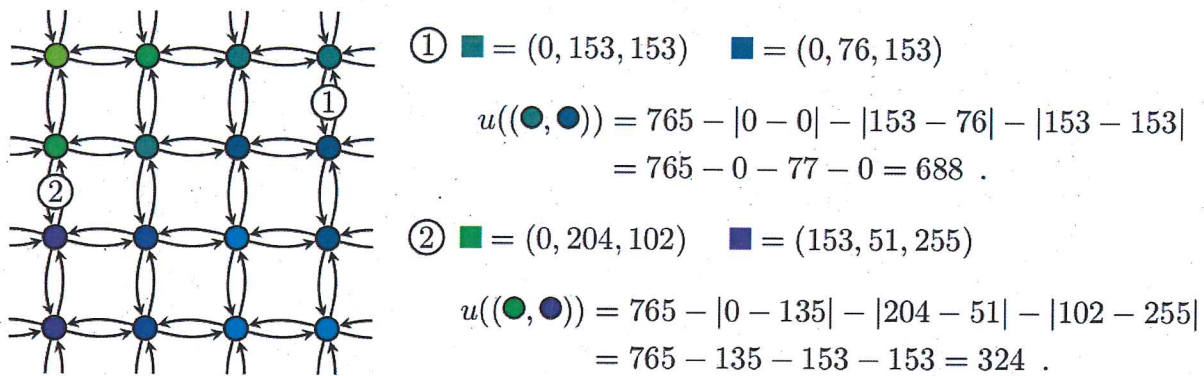 ① ■ = (0, 153, 153) ■ = (0, 76, 153)
u((●, ●)) = 765 − |0 − 0| − |153 − 76| − |153 − 153|
= 765 − 0 − 77 − 0 = 688 .
①
②
② ■ = (0, 204, 102) ■ = (153, 51, 255)
u((●, ●)) = 765 − |0 − 135| − |204 − 51| − |102 − 255|
= 765 − 135 − 153 − 153 = 324 .